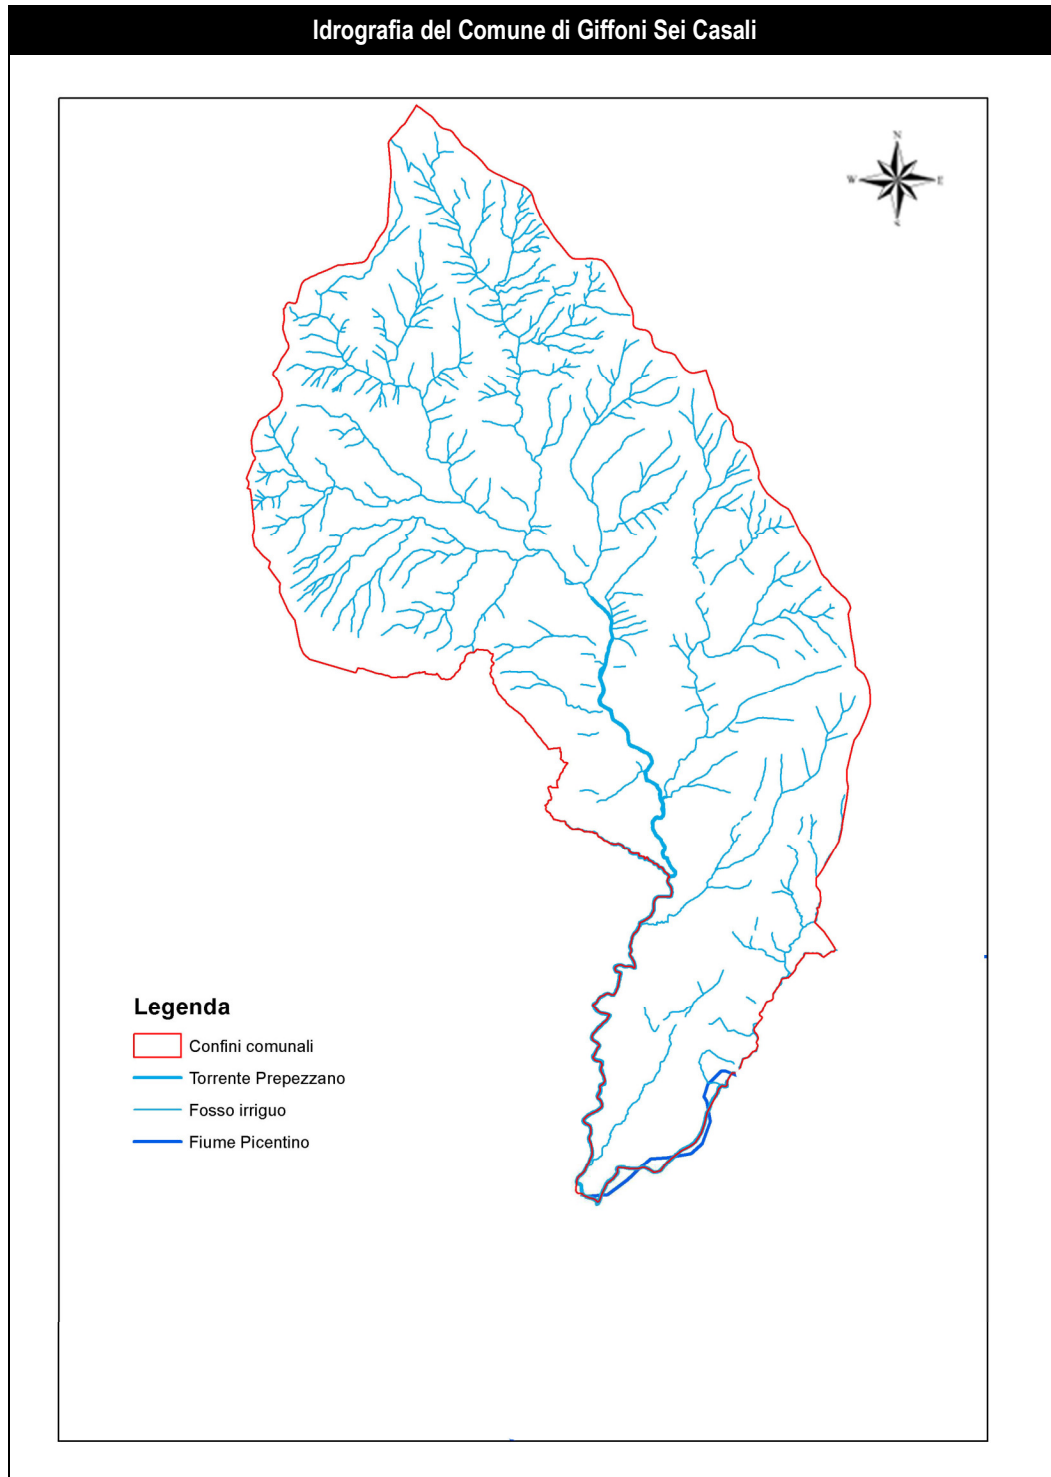 Idrografia del Comune di Giffoni Sei Casali
N
W
E
S
Legenda
Confini comunali
Torrente Prepezzano
Fosso irriguo
Fiume Picentino